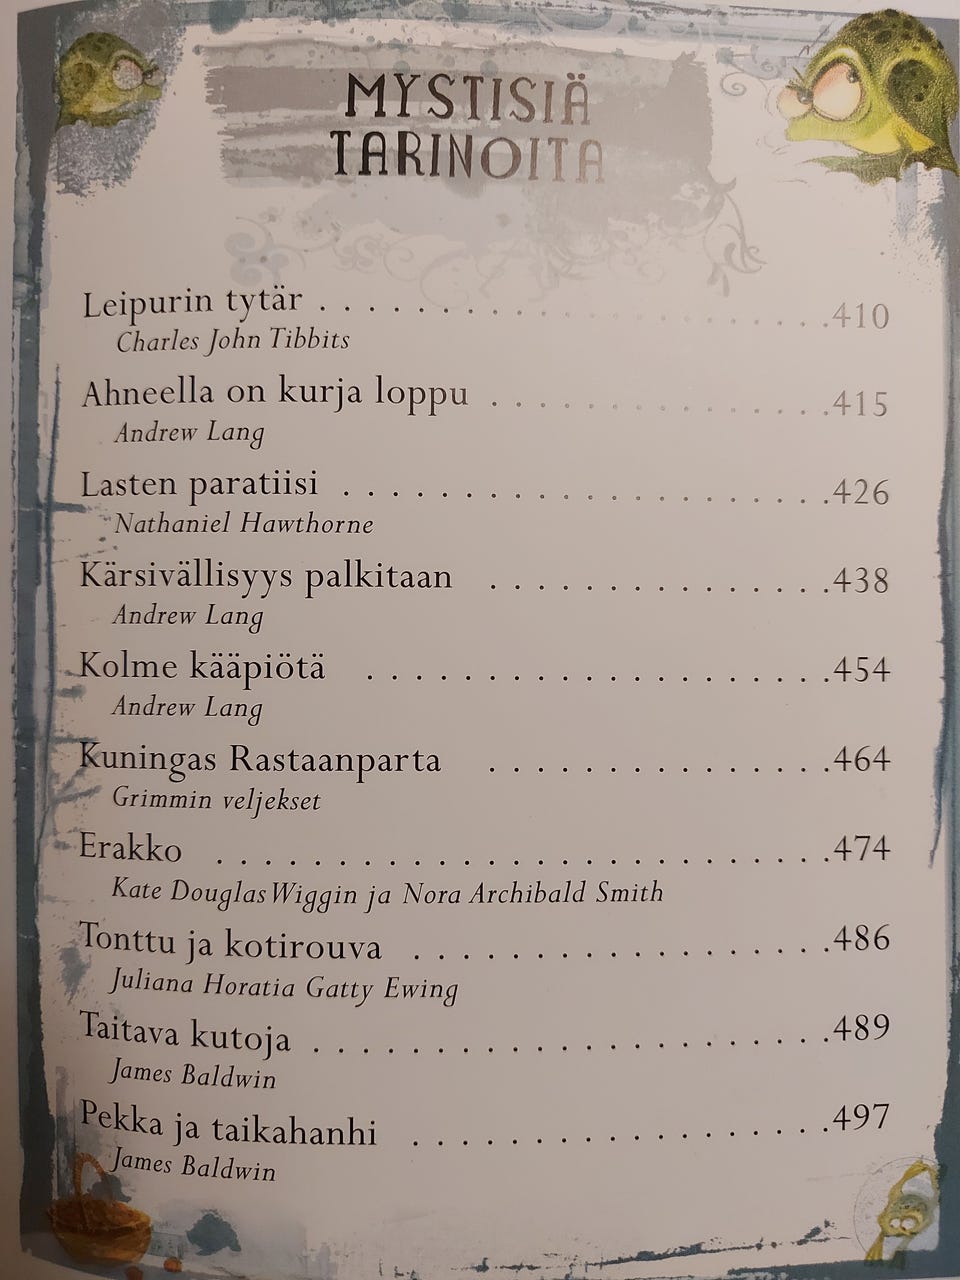 MYSTISIÄ
TARINOITA
Leipurin tytär . . . . . . . . . . . . . . . . . . . . .410
Charles John Tibbits
Ahneella on kurja loppu . . . . . . . . . . . . . . .415
Andrew Lang
Lasten paratiisi . . . . . . . . . . . . . . . . . . . . .426
Nathaniel Hawthorne
Kärsivällisyys palkitaan . . . . . . . . . . . . . . .438
Andrew Lang
Kolme kääpiötä . . . . . . . . . . . . . . . . . . . .454
Andrew Lang
Kuningas Rastaanparta . . . . . . . . . . . . . . .464
Grimmin veljekset
Erakko . . . . . . . . . . . . . . . . . . . . . . . . . .474
Kate Douglas Wiggin ja Nora Archibald Smith
Tonttu ja kotirouva . . . . . . . . . . . . . . . . . .486
Juliana Horatia Gatty Ewing
Taitava kutoja . . . . . . . . . . . . . . . . . . . . . .489
James Baldwin
Pekka ja taikahanhi . . . . . . . . . . . . . . . . . .497
James Baldwin